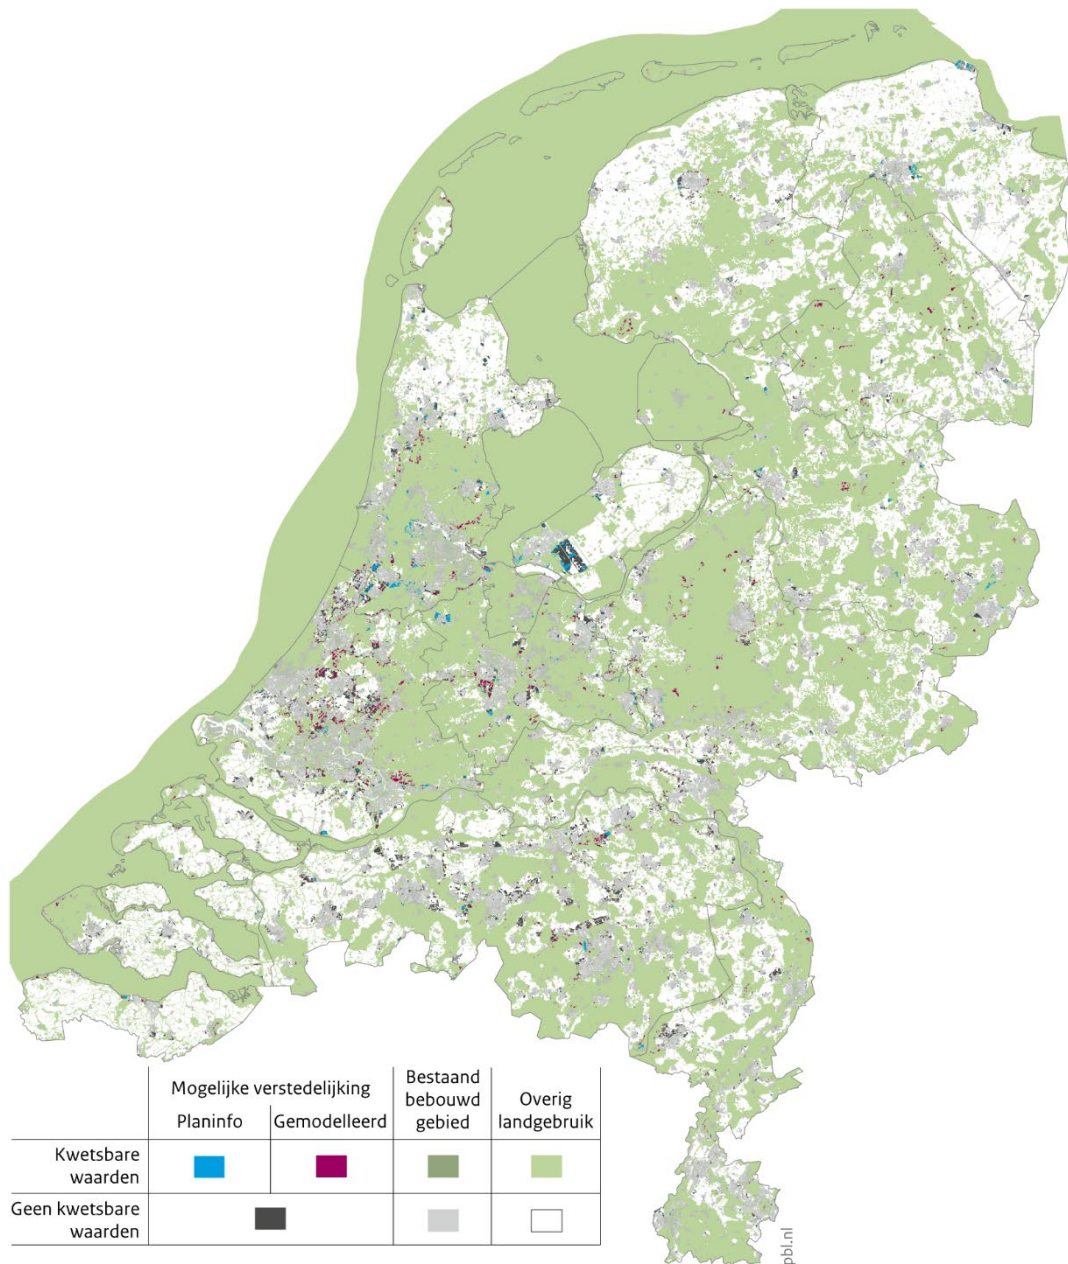 Mogelijke verstedelijking
Bestaand
bebouwd
gebied
Overig
landgebruik
Planinfo
Gemodelleerd
Kwetsbare
waarden
Geen kwetsbare
waarden
pbl.nl